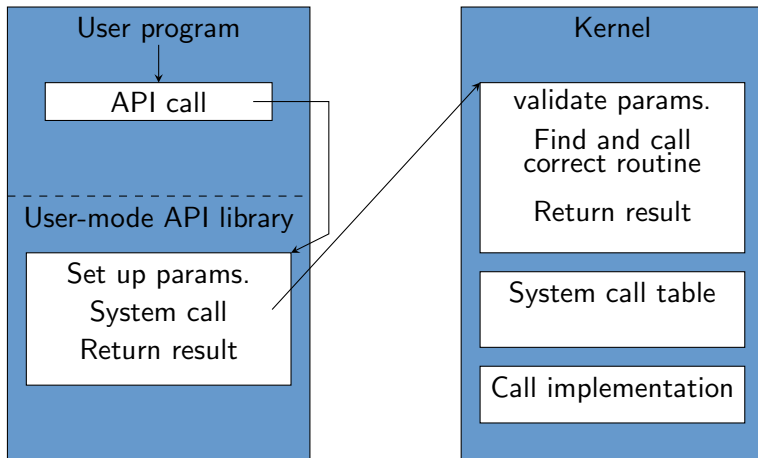 User program
API call
User-mode API library
Set up params.
System call
Return result
Kernel
validate params.
Find and call
correct routine
Return result
System call table
Call implementation